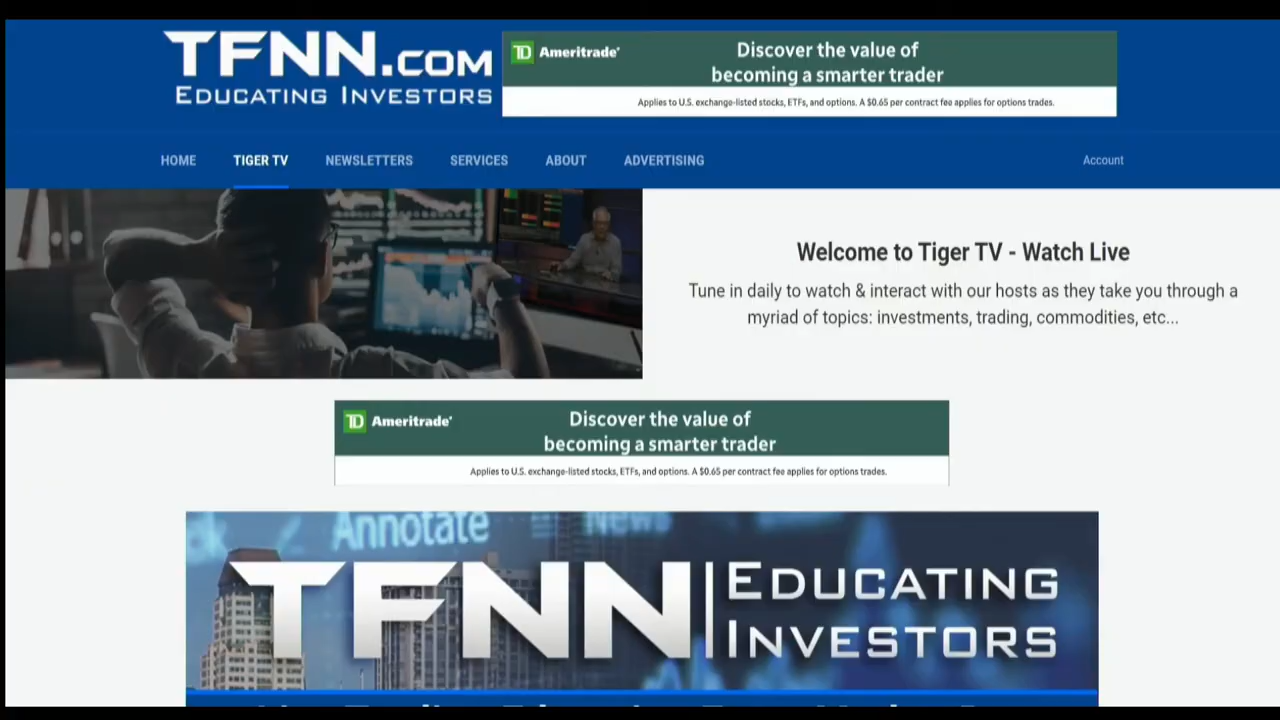 TFNN.COM
EDUCATING INVESTORS
TD Ameritrade
Discover the value of
becoming a smarter trader
Applies to U.S. exchange-listed stocks, ETFs, and options. A $0.65 per contract fee applies for options trades.
HOME TIGER TV NEWSLETTERS SERVICES ABOUT ADVERTISING Account
Welcome to Tiger TV - Watch Live
Tune in daily to watch & interact with our hosts as they take you through a
myriad of topics: investments, trading, commodities, etc...
TD Ameritrade
Discover the value of
becoming a smarter trader
Applies to U.S. exchange-listed stocks, ETFs, and options. A $0.65 per contract fee applies for options trades.
Annotate News
TFNN EDUCATING
INVESTORS